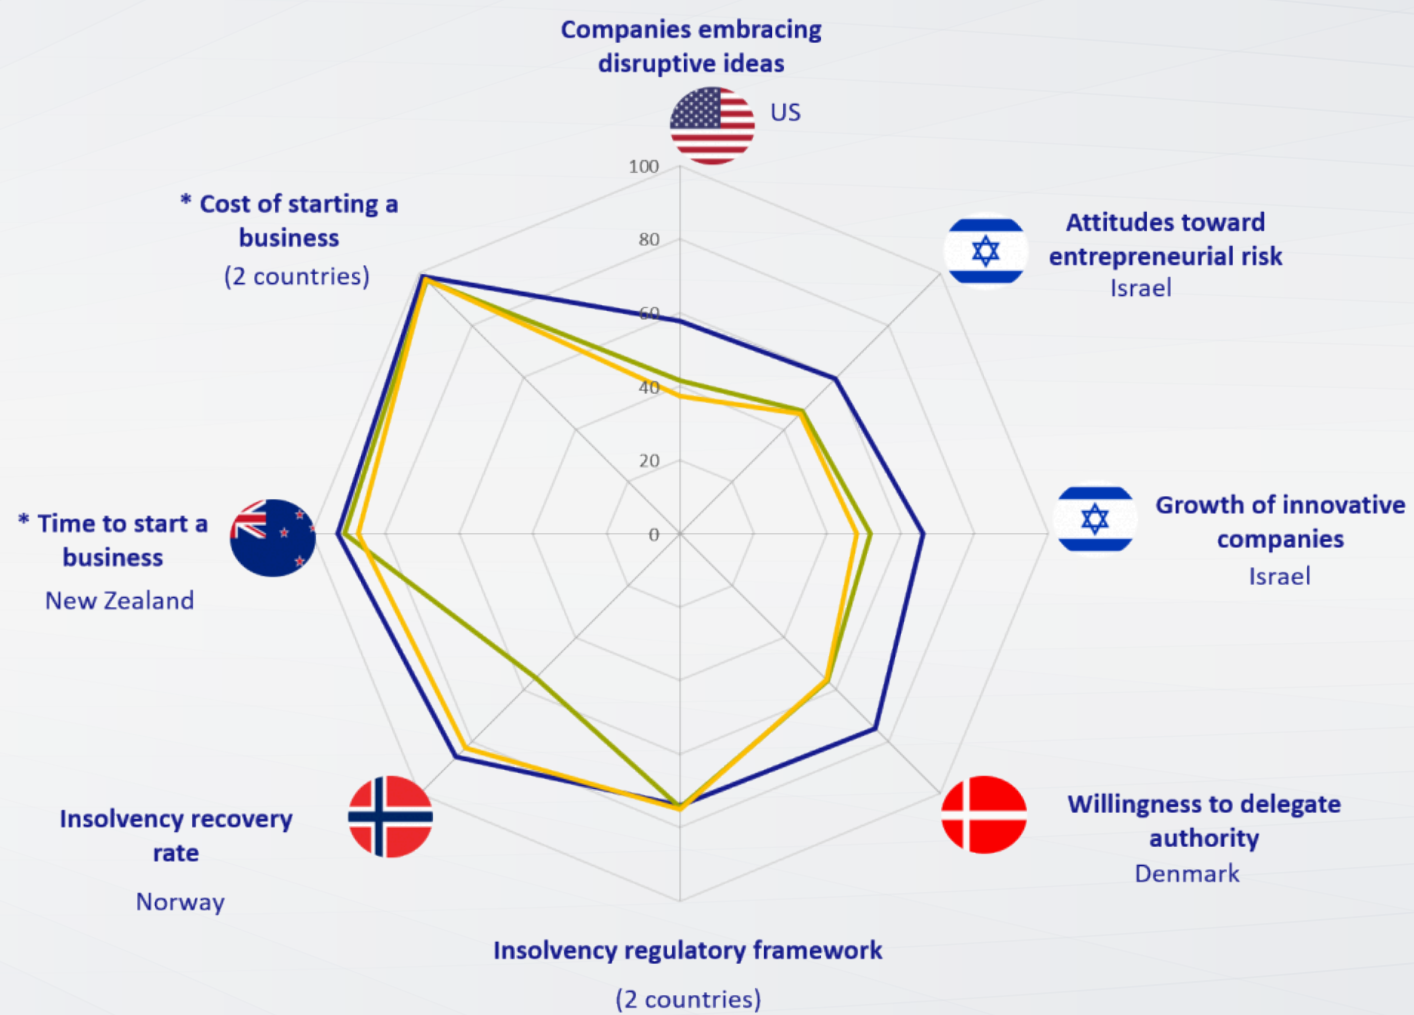 Companies embracing
disruptive ideas
US
100
80
60
40
20
0
Attitudes toward
entrepreneurial risk
Israel
Growth of innovative
companies
Israel
Willingness to delegate
authority
Denmark
Insolvency regulatory framework
(2 countries)
Insolvency recovery
rate
Norway
* Time to start a
business
New Zealand
* Cost of starting a
business
(2 countries)